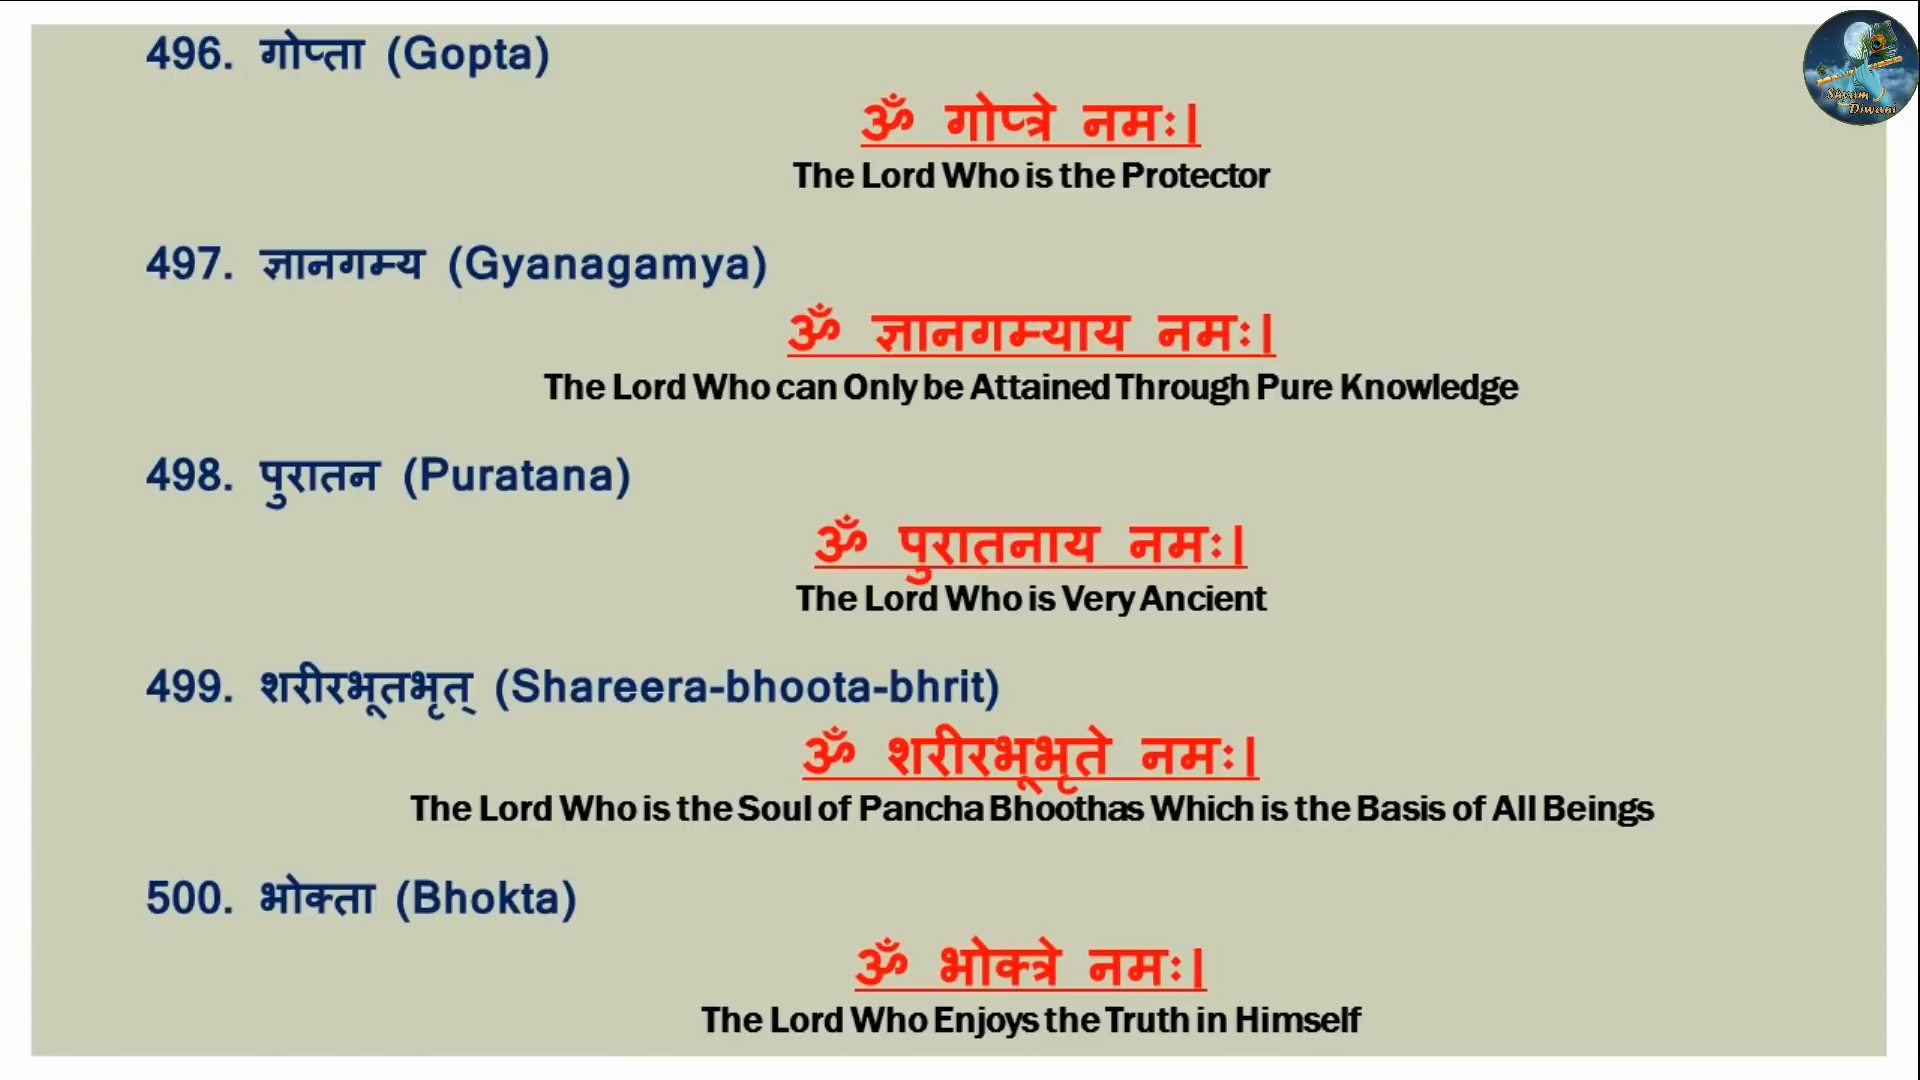 496. गोप्ता (Gopta)
ॐ गोप्त्रे नमः|
The Lord Who is the Protector
497. ज्ञानगम्य (Gyanagamya)
ॐ ज्ञानगम्याय नमः|
The Lord Who can Only be Attained Through Pure Knowledge
498. पुरातन (Puratana)
ॐ पुरातनाय नमः|
The Lord Who is Very Ancient
499. शरीरभूतभृत् (Shareera-bhoota-bhrit)
ॐ शरीरभूभृते नमः|
The Lord Who is the Soul of Pancha Bhoothas Which is the Basis of All Beings
500. भोक्ता (Bhokta)
ॐ भोक्त्रे नमः|
The Lord Who Enjoys the Truth in Himself
Shyam
Diwani